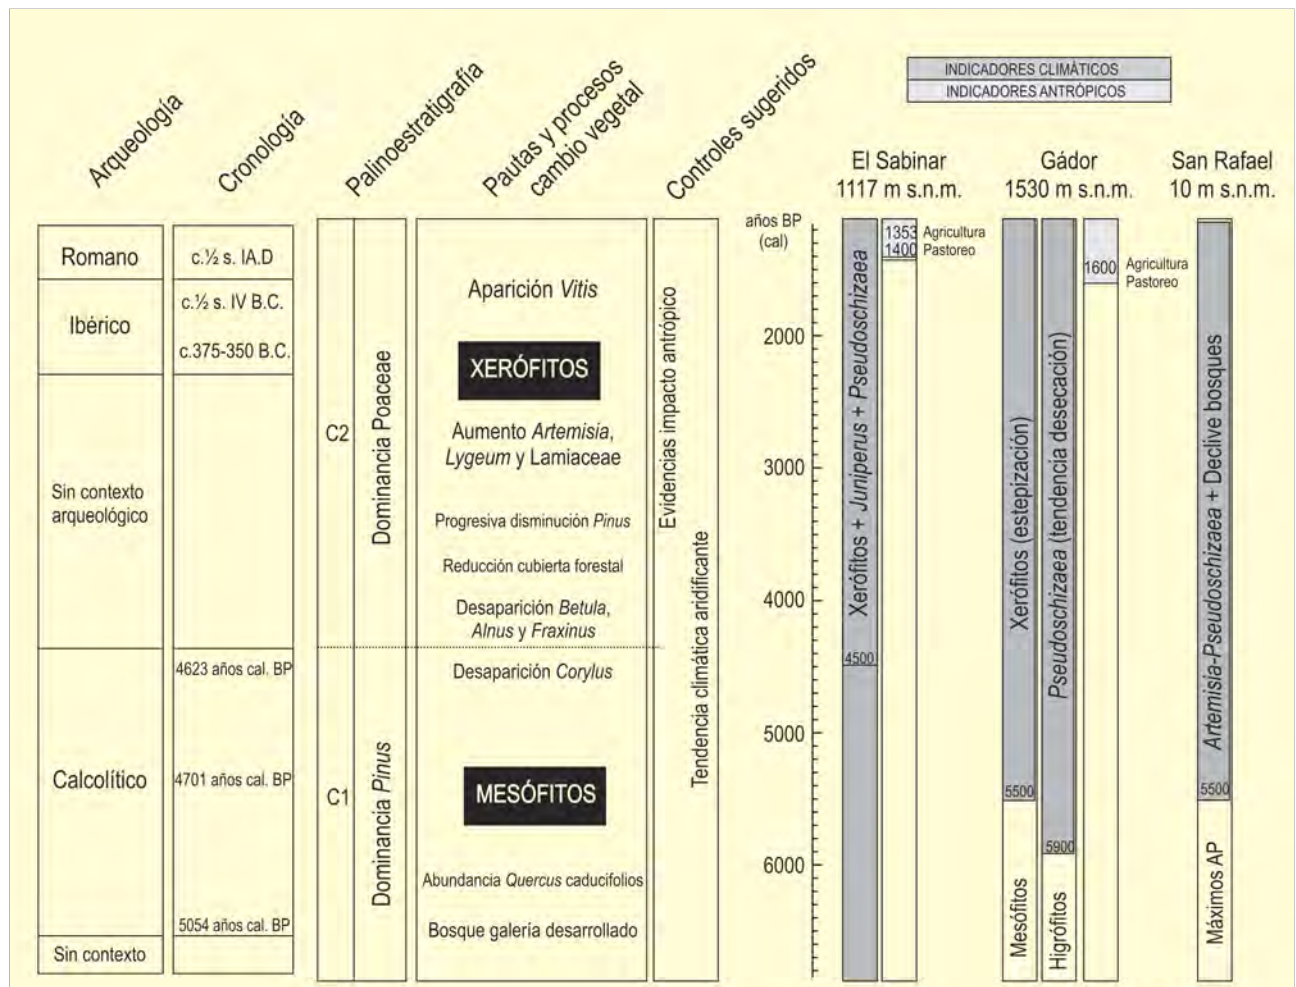 INDICADORES CLIMÀTICOS
INDICADORES ANTRÓPICOS
Arqueología
Cronología
Palinoestratigrafía
Pautas y procesos
cambio vegetal
Controles sugeridos
El Sabinar
1117 m s.n.m.
Gádor
1530 m s.n.m.
San Rafael
10 m s.n.m.
Romano
Ibérico
Sin contexto
arqueológico
Calcolítico
Sin contexto
c.½ s. IA.D
c.½ s. IV B.C.
c.375-350 B.C.
4623 años cal. BP
4701 años cal. BP
5054 años cal. BP
C2
C1
Dominancia Poaceae
Dominancia Pinus
Aparición Vitis
XERÓFITOS
Aumento Artemisia,
Lygeum y Lamiaceae
Progresiva disminución Pinus
Reducción cubierta forestal
Desaparición Betula,
Alnus y Fraxinus
Desaparición Corylus
MESÓFITOS
Abundancia Quercus caducifolios
Bosque galería desarrollado
Evidencias impacto antrópico
Tendencia climática aridificante
años BP
(cal)
2000
3000
4000
5000
6000
Xerófitos + Juniperus + Pseudoschizaea
4500
1353
1400
Agricultura
Pastoreo
Xerófitos (estepización)
5500
Mesófitos
Pseudoschizaea (tendencia desecación)
5900
Higrófitos
1600
Agricultura
Pastoreo
Artemisia-Pseudoschizaea + Declive bosques
5500
Máximos AP